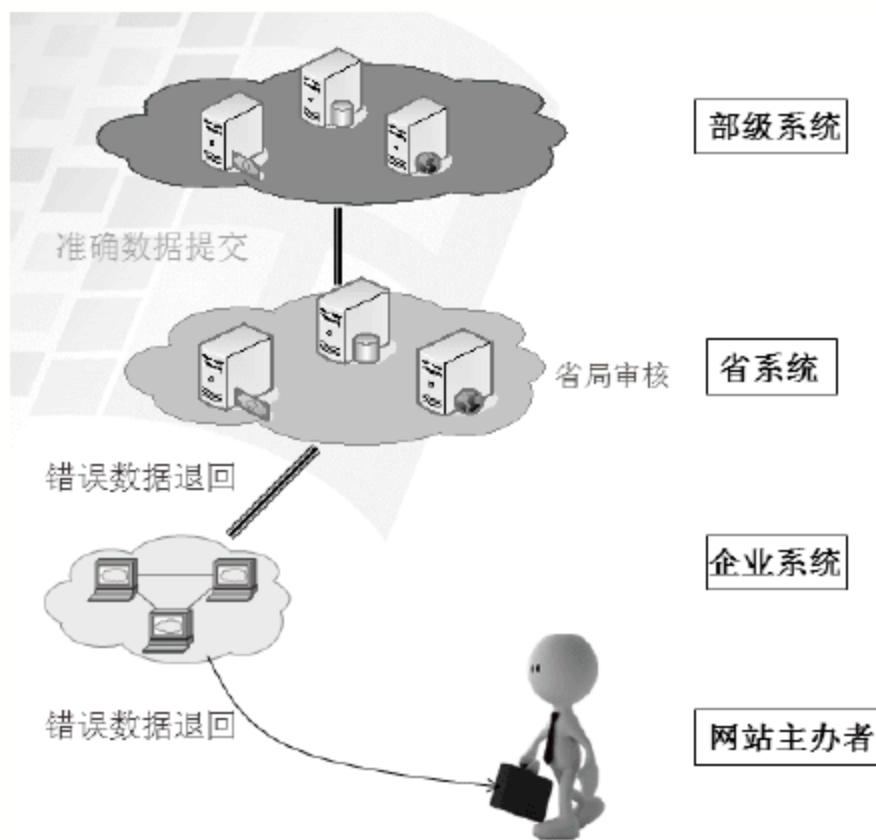 部级系统
准确数据提交
省局审核
省系统
错误数据退回
企业系统
错误数据退回
网站主办者